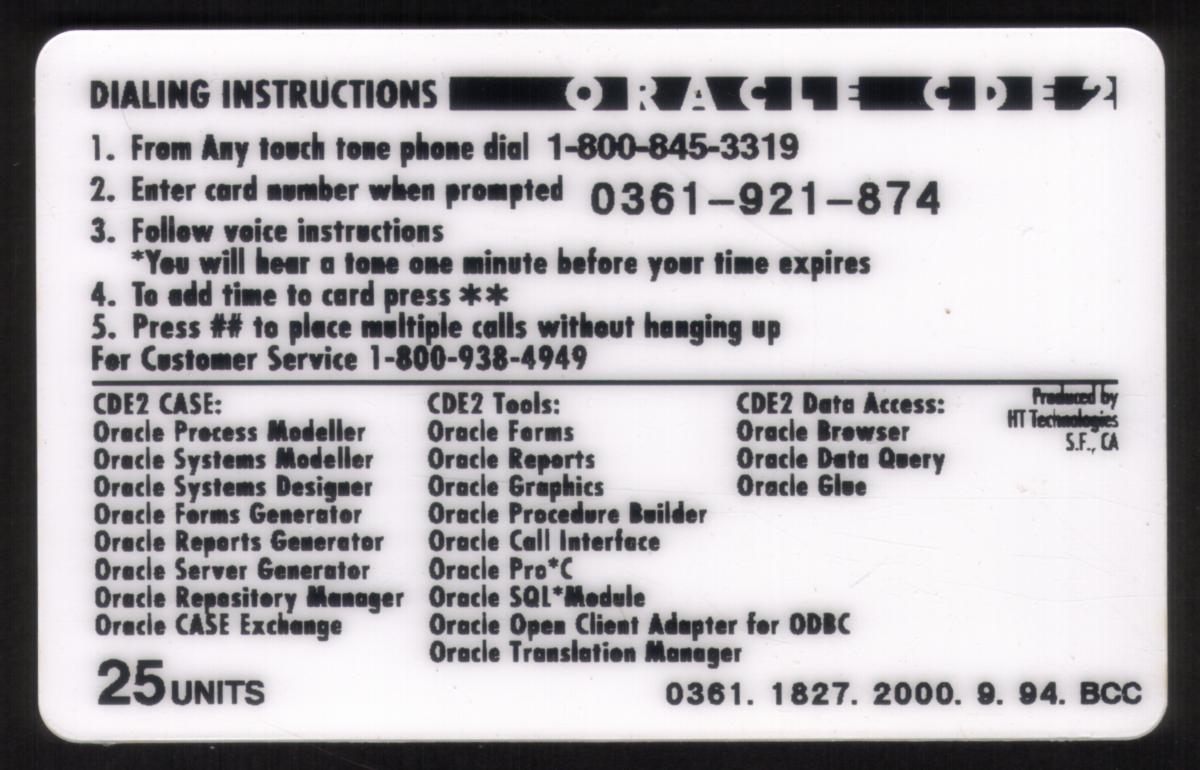 DIALING INSTRUCTIONS ORACLE CDE2
1. From Any touch tone phone dial 1-800-845-3319
2. Enter card number when prompted 0361-921-874
3. Follow voice instructions
*You will hear a tone one minute before your time expires
4. To add time to card press **
5. Press ## to place multiple calls without hanging up
For Customer Service 1-800-938-4949
CDE2 CASE:
Oracle Process Modeller
Oracle Systems Modeller
Oracle Systems Designer
Oracle Forms Generator
Oracle Reports Generator
Oracle Server Generator
Oracle Repository Manager
Oracle CASE Exchange
CDE2 Tools:
Oracle Forms
Oracle Reports
Oracle Graphics
Oracle Procedure Builder
Oracle Call Interface
Oracle Pro*C
Oracle SQL*Module
Oracle Open Client Adapter for ODBC
Oracle Translation Manager
CDE2 Data Access:
Oracle Browser
Oracle Data Query
Oracle Glue
Produced by
HT Technologies
S.F., CA
25 UNITS
0361. 1827. 2000. 9. 94. BCC